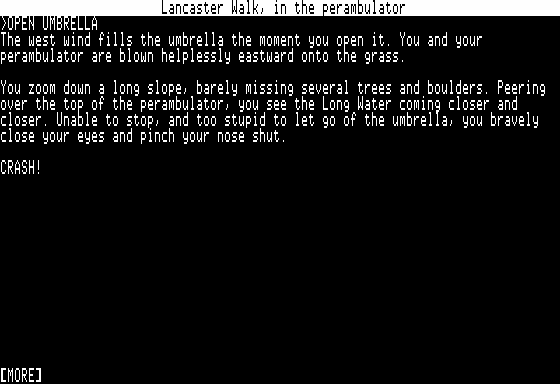 Lancaster Walk, in the perambulator
>OPEN UMBRELLA
The west wind fills the umbrella the moment you open it. You and your
perambulator are blown helplessly eastward onto the grass.
You zoom down a long slope, barely missing several trees and boulders. Peering
over the top of the perambulator, you see the Long Water coming closer and
closer. Unable to stop, and too stupid to let go of the umbrella, you bravely
close your eyes and pinch your nose shut.
CRASH!
[MORE]